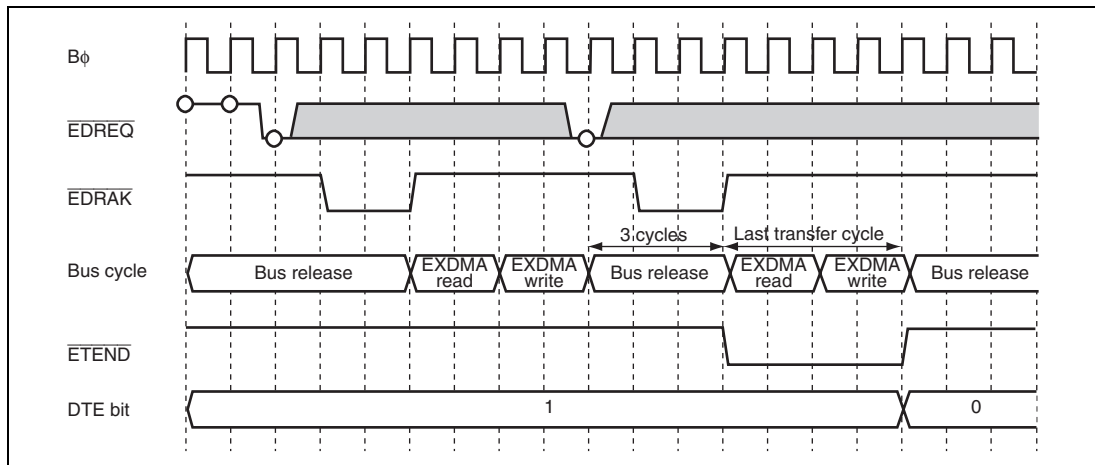 Bφ
EDREQ
EDRAK
3 cycles
Last transfer cycle
Bus cycle
Bus release
EXDMA
read
EXDMA
write
Bus release
EXDMA
read
EXDMA
write
Bus release
ETEND
DTE bit
1
0